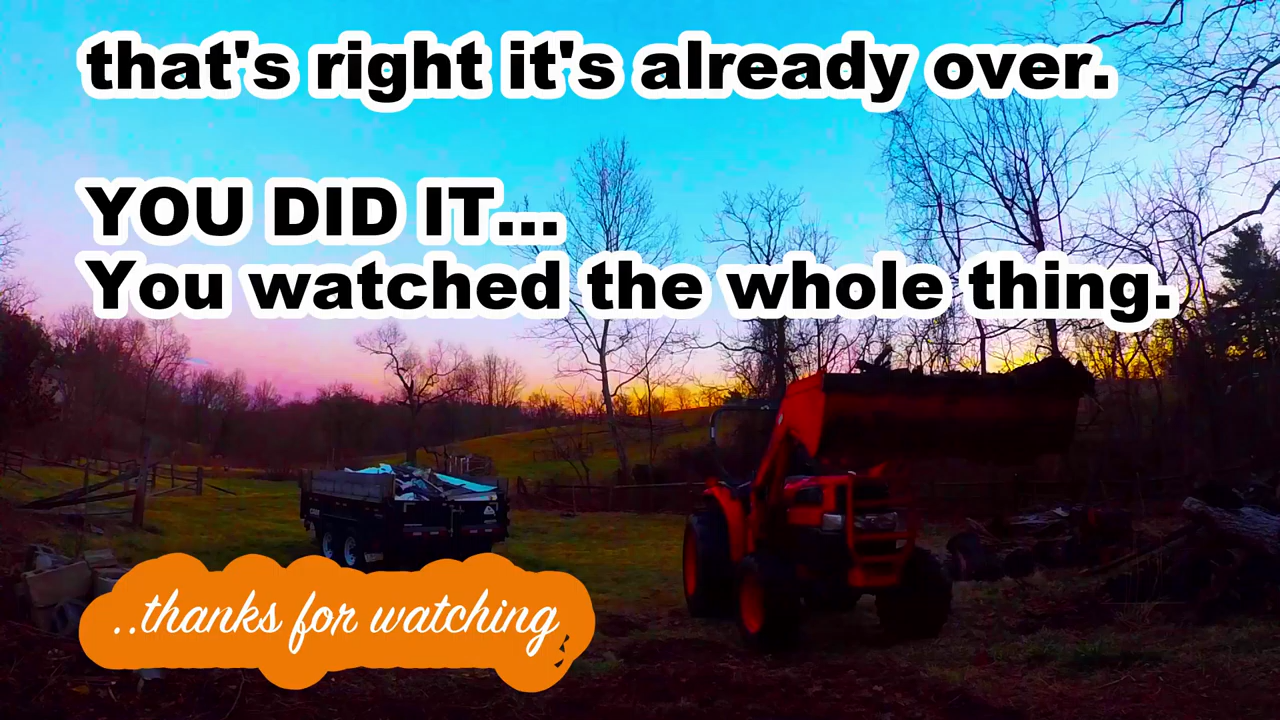 that's right it's already over.
YOU DID IT...
You watched the whole thing.
..thanks for watching